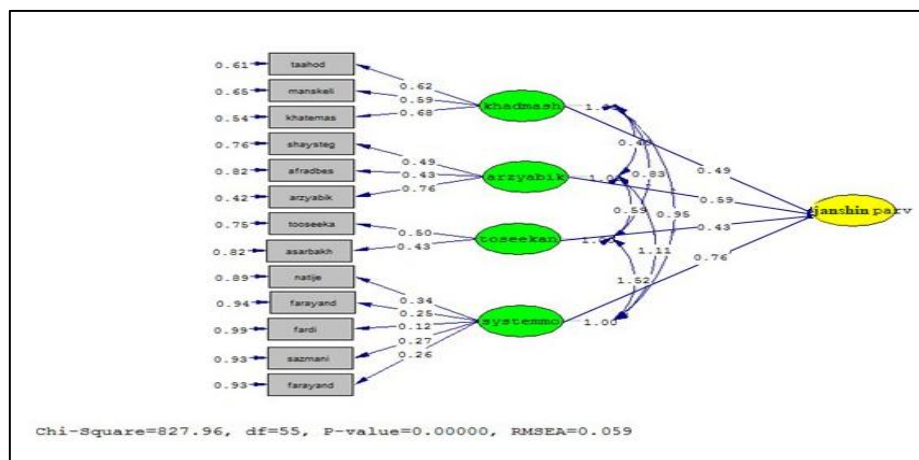 0.61 taahod 0.62
0.65 manskeli 0.59 khadmash
0.54 khatemas 0.68
0.76 shaysteg 0.49 0.49
0.82 afradbes 0.43 arzyabik 0.83
0.42 arzyabik 0.76 0.59 0.59 0.95 janshin parv
0.75 tooseeka 0.50 0.43
0.82 asarbakh 0.43 toseekan 1.00 1.11 0.76
0.89 natije 0.34 1.52
0.94 farayand 0.25
0.99 fardi 0.12 systemmo 1.00
0.93 sazmani 0.27
0.93 farayand 0.26
Chi-Square=827.96, df=55, P-value=0.00000, RMSEA=0.059